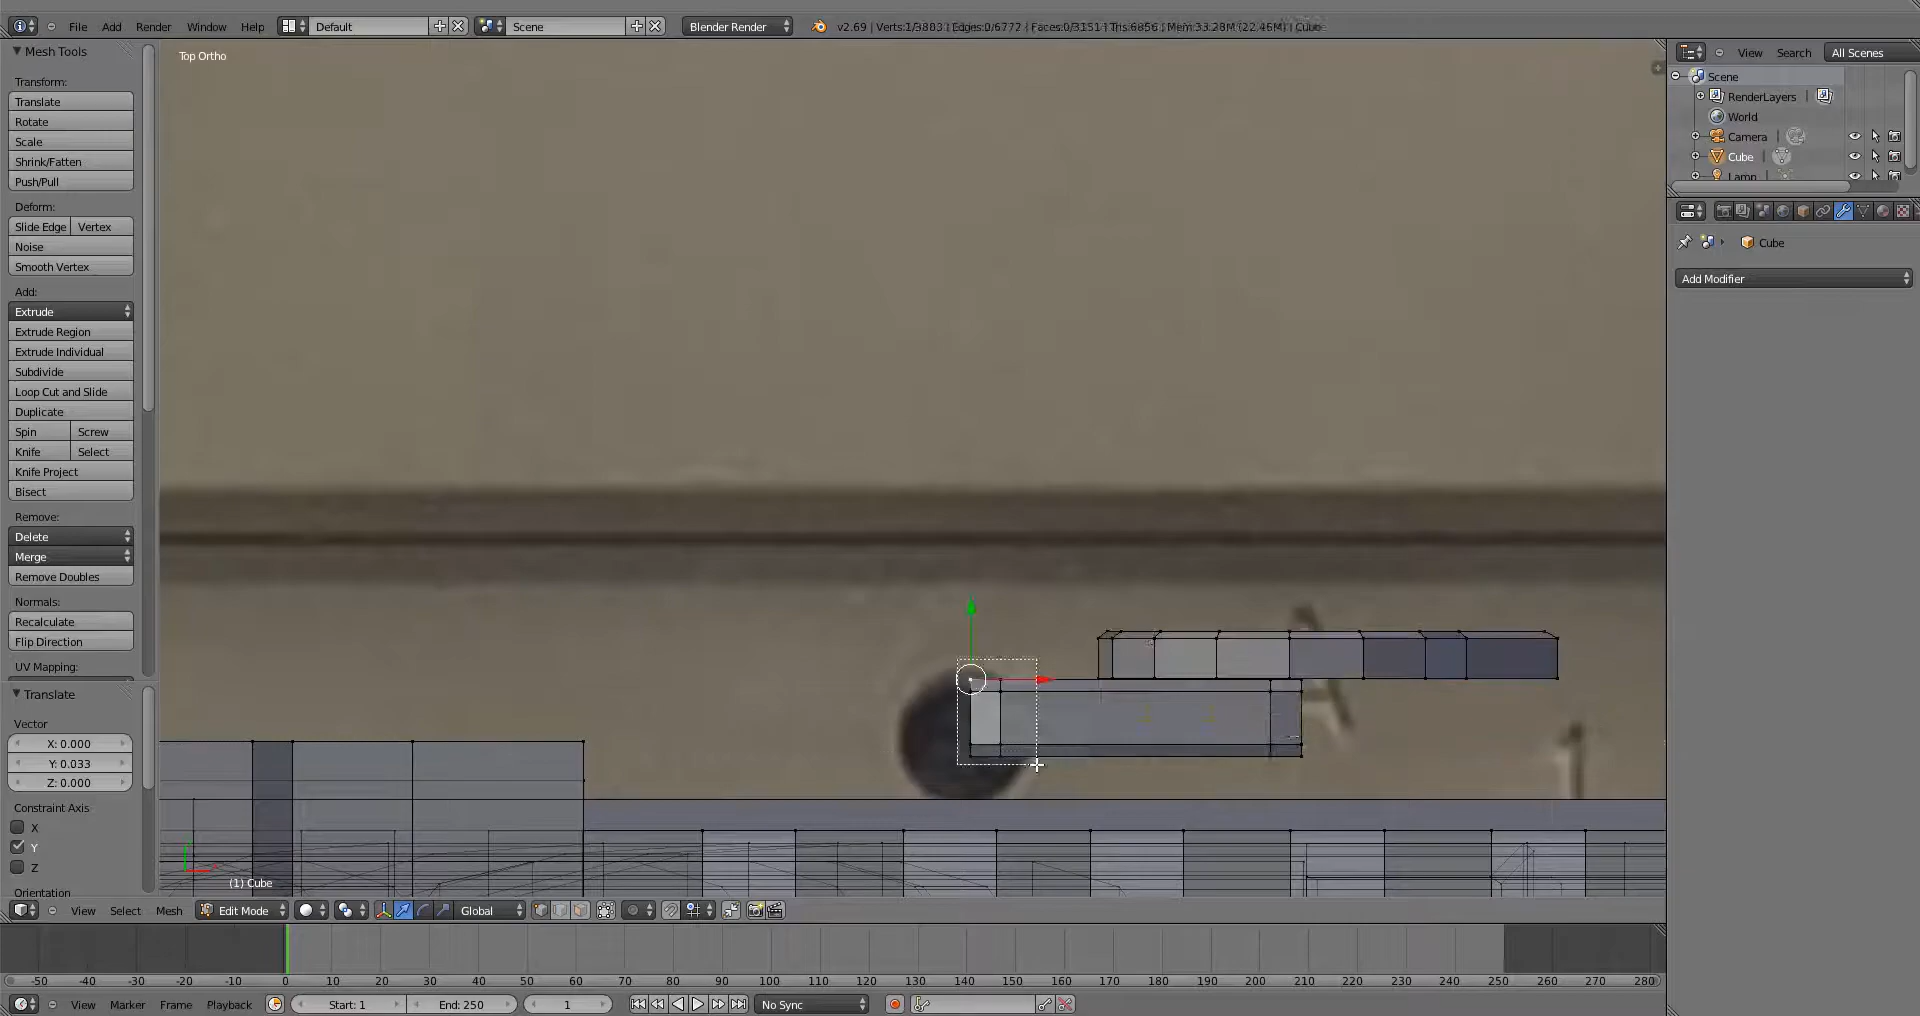 File Add Render Window Help Default Scene Blender Render v2.69 | Verts:1/3803 | Edges:0/6772 | Faces:0/3151 | Tris:6856 | Mem:33.28M (22.46M) | Cube
Mesh Tools
Top Ortho
View Search All Scenes
Scene
RenderLayers
World
Camera
Cube
Lamp
Cube
Add Modifier
Transform:
Translate
Rotate
Scale
Shrink/Fatten
Push/Pull
Deform:
Slide Edge Vertex
Noise
Smooth Vertex
Add:
Extrude
Extrude Region
Extrude Individual
Subdivide
Loop Cut and Slide
Duplicate
Spin Screw
Knife Select
Knife Project
Bisect
Remove:
Delete
Merge
Remove Doubles
Normals:
Recalculate
Flip Direction
UV Mapping:
Translate
Vector
X: 0.000
Y: 0.033
Z: 0.000
Constraint Axis
X
Y
Z
Orientation
(1) Cube
View Select Mesh Edit Mode Global
-50 -40 -30 -20 -10 0 10 20 30 40 50 60 70 80 90 100 110 120 130 140 150 160 170 180 190 200 210 220 230 240 250 260 270 280
View Marker Frame Playback Start: 1 End: 250 1 No Sync